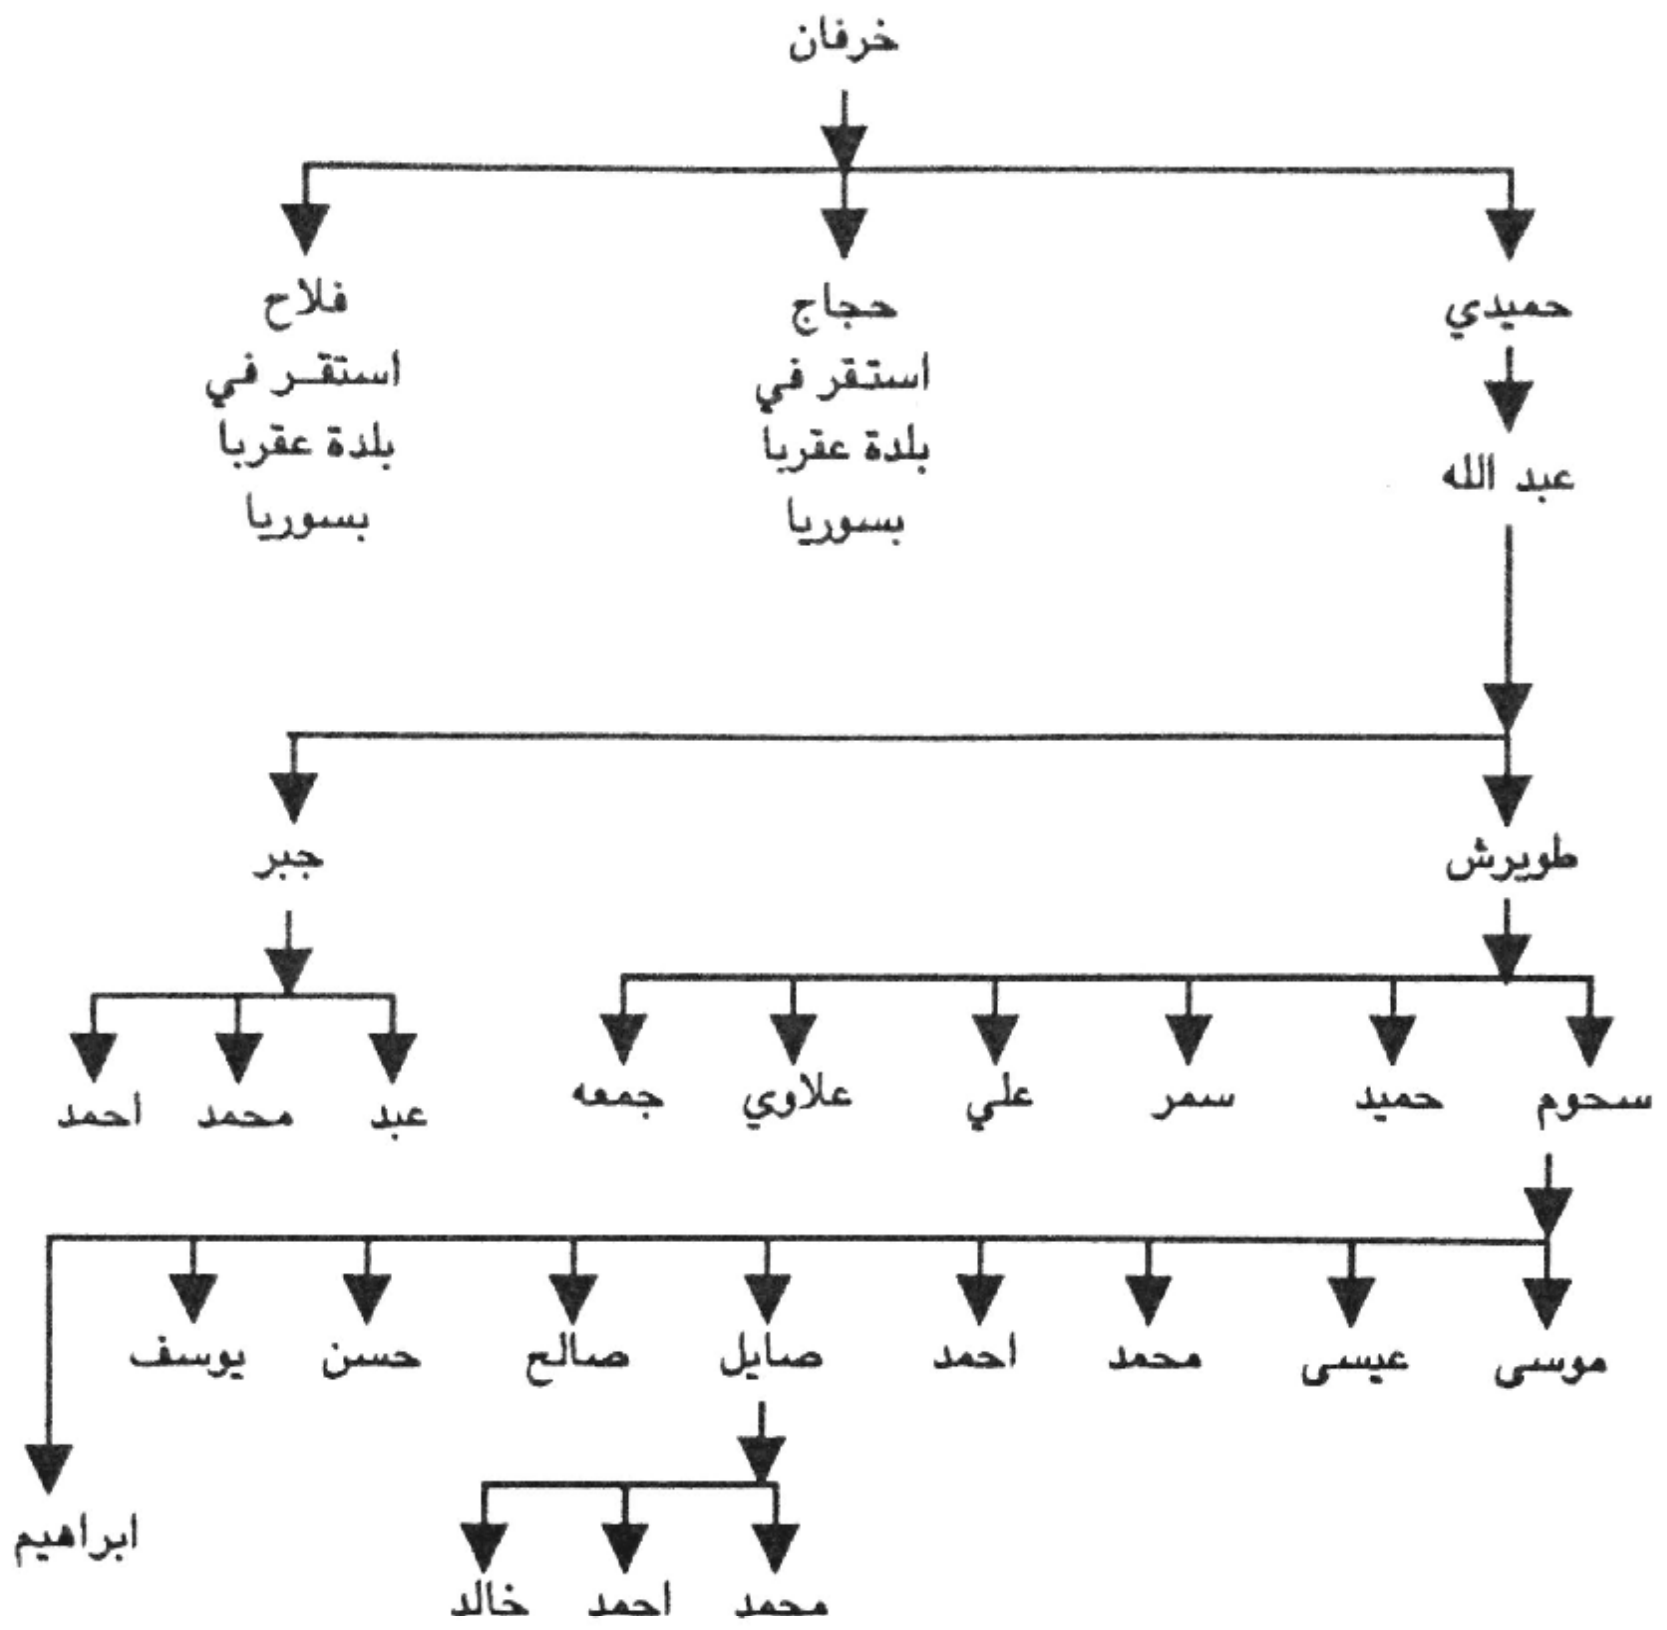 خرفان
حميدي
حجاج
فلاح
استقر في
استقر في
بلدة عقربا
بلدة عقربا
بسوريا
بسوريا
عبد الله
طويرش
جبر
سحوم
حميد
سمر
علي
علاوي
جمعه
عبد
محمد
احمد
موسى
عيسى
محمد
احمد
صايل
صالح
حسن
يوسف
ابراهيم
محمد
احمد
خالد